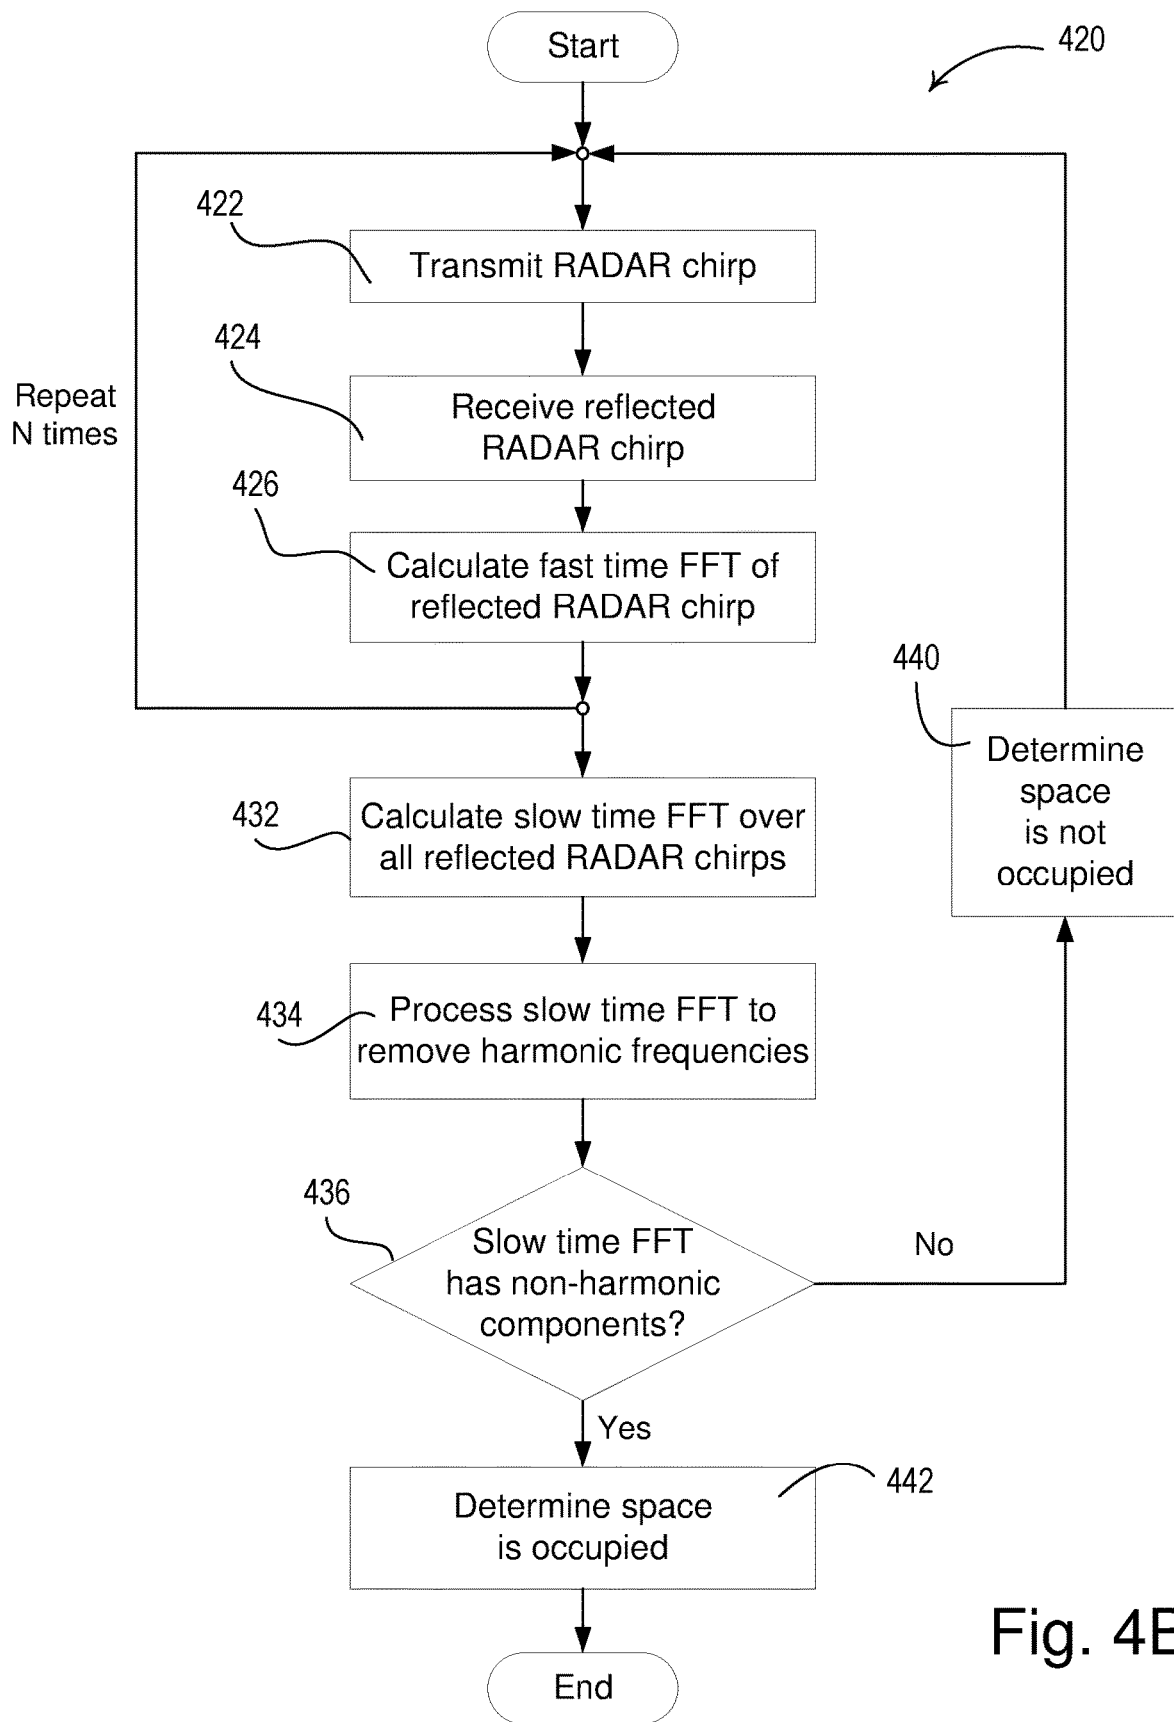 Start
420
422
Transmit RADAR chirp
424
Receive reflected
RADAR chirp
Repeat
N times
426
Calculate fast time FFT of
reflected RADAR chirp
440
Determine
space
is not
occupied
432
Calculate slow time FFT over
all reflected RADAR chirps
434
Process slow time FFT to
remove harmonic frequencies
436
Slow time FFT
has non-harmonic
components?
No
Yes
442
Determine space
is occupied
Fig. 4B
End